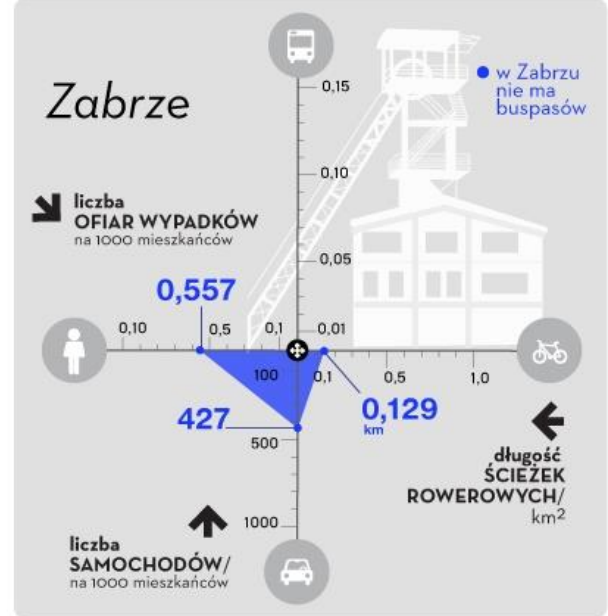 Zabrze
0,15
w Zabrzu
nie ma
buspasów
0,10
liczba
OFIAR WYPADKÓW
na 1000 mieszkańców
0,05
0,557
0,10
0,5
0,1
0,01
100
0,1
0,5
1,0
427
0,129
km
500
długość
ŚCIEŻEK
ROWEROWYCH/
km²
1000
liczba
SAMOCHODÓW/
na 1000 mieszkańców